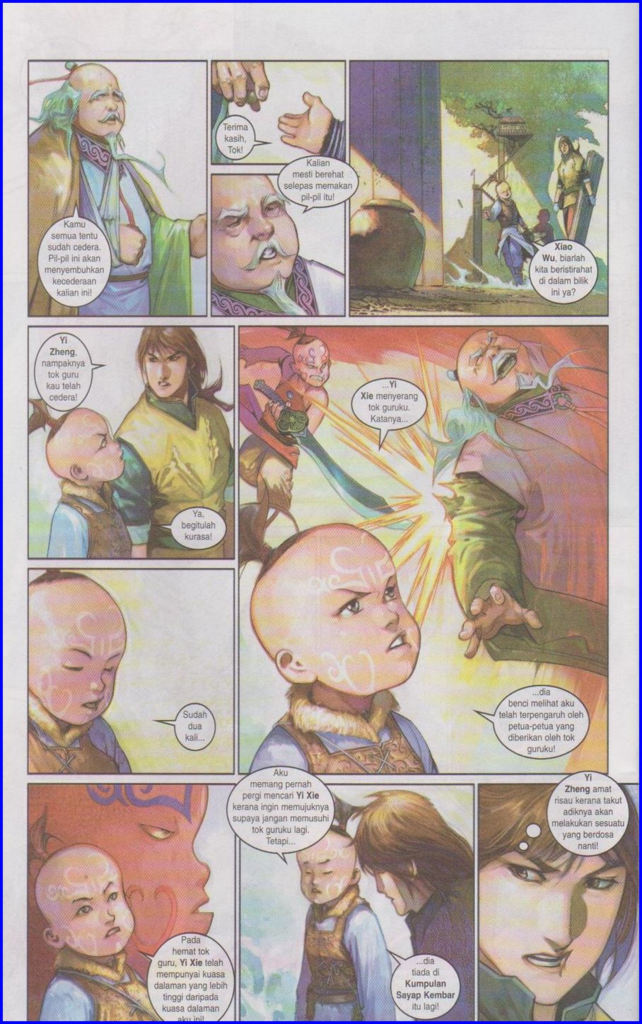 Kamu
semua tentu
sudah cedera.
Pil-pil ini akan
menyembuhkan
kecederaan
kalian ini!
Terima
kasih,
Tok!
Kalian
mesti berehat
selepas memakan
pil-pil itu!
Xiao
Wu, biarlah
kita beristirahat
di dalam bilik
ini ya?
Yi
Zheng,
nampaknya
tok guru
kau telah
cedera!
Ya,
begitulah
kurasa!
...Yi
Xie menyerang
tok guruku.
Katanya...
Sudah
dua
kali...
...dia
benci melihat aku
telah terpengaruh oleh
petua-petua yang
diberikan oleh tok
guruku!
Pada
hemat tok
guru, Yi Xie telah
mempunyai kuasa
dalaman yang lebih
tinggi daripada
kuasa dalaman
aku ini!
Aku
memang pernah
pergi mencari Yi Xie
kerana ingin memujuknya
supaya jangan memusuhi
tok guruku lagi.
Tetapi...
...dia
tiada di
Kumpulan
Sayap Kembar
itu lagi!
Yi
Zheng amat
risau kerana takut
adiknya akan
melakukan sesuatu
yang berdosa
nanti!